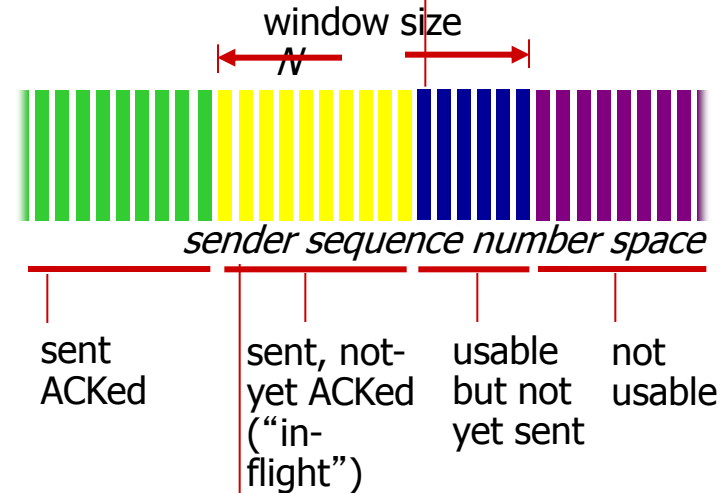 window size
N
sender sequence number space
sent
ACKed
sent, not-
yet ACKed
(“in-
flight”)
usable
but not
yet sent
not
usable